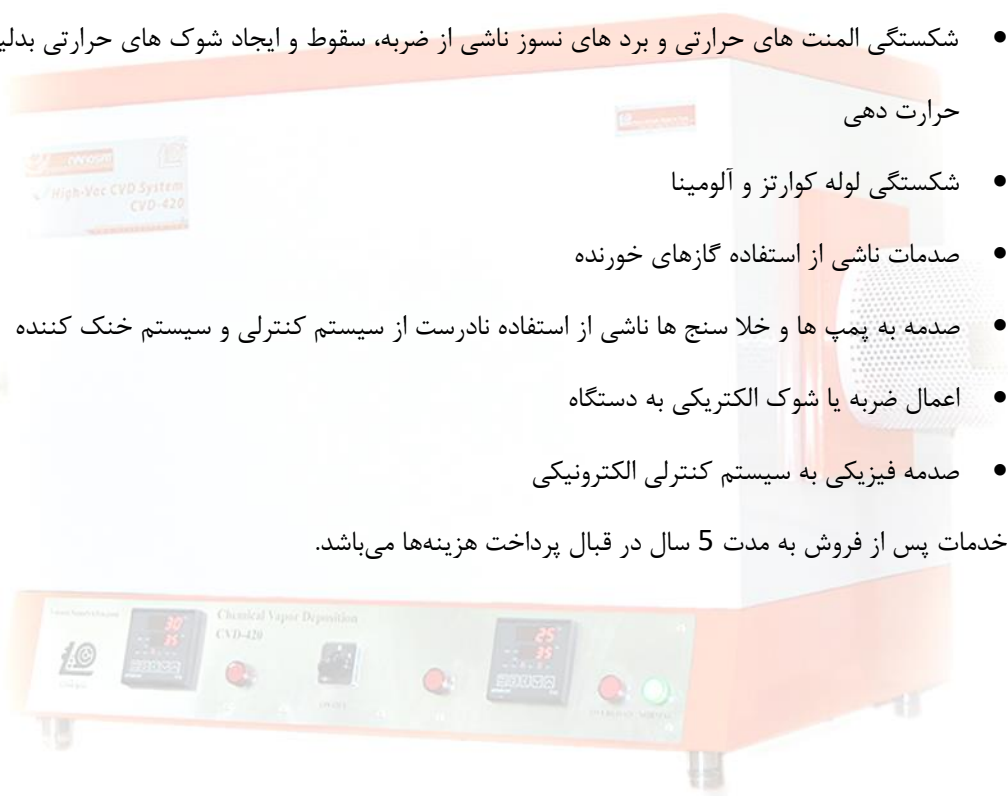 • شکستگی المنت های حرارتی و برد های نسوز ناشی از ضربه، سقوط و ایجاد شوک های حرارتی
حرارت دهی
• شکستگی لوله کوارتز و آلومینا
• صدمات ناشی از استفاده گازهای خورنده
• صدمه به پمپ ها و خلا سنج ها ناشی از استفاده نادرست از سیستم کنترلی و سیستم خنک کننده
• اعمال ضربه یا شوک الکتریکی به دستگاه
• صدمه فیزیکی به سیستم کنترلی الکترونیکی
خدمات پس از فروش به مدت 5 سال در قبال پرداخت هزینه‌ها می‌باشد.
High-Vac CVD System
CVD-420
Chemical Vapor Deposition
CVD-420
30
35
25
35